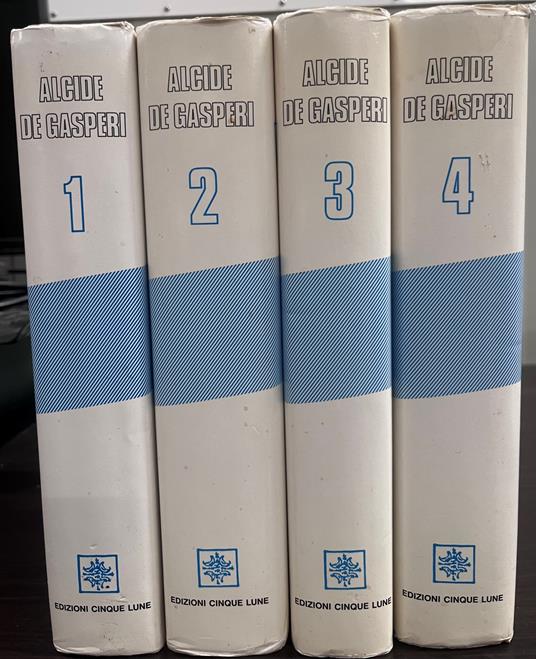 ALCIDE
DE GASPERI
1
EDIZIONI CINQUE LUNE
ALCIDE
DE GASPERI
2
EDIZIONI CINQUE LUNE
ALCIDE
DE GASPERI
3
EDIZIONI CINQUE LUNE
ALCIDE
DE GASPERI
4
EDIZIONI CINQUE LUNE